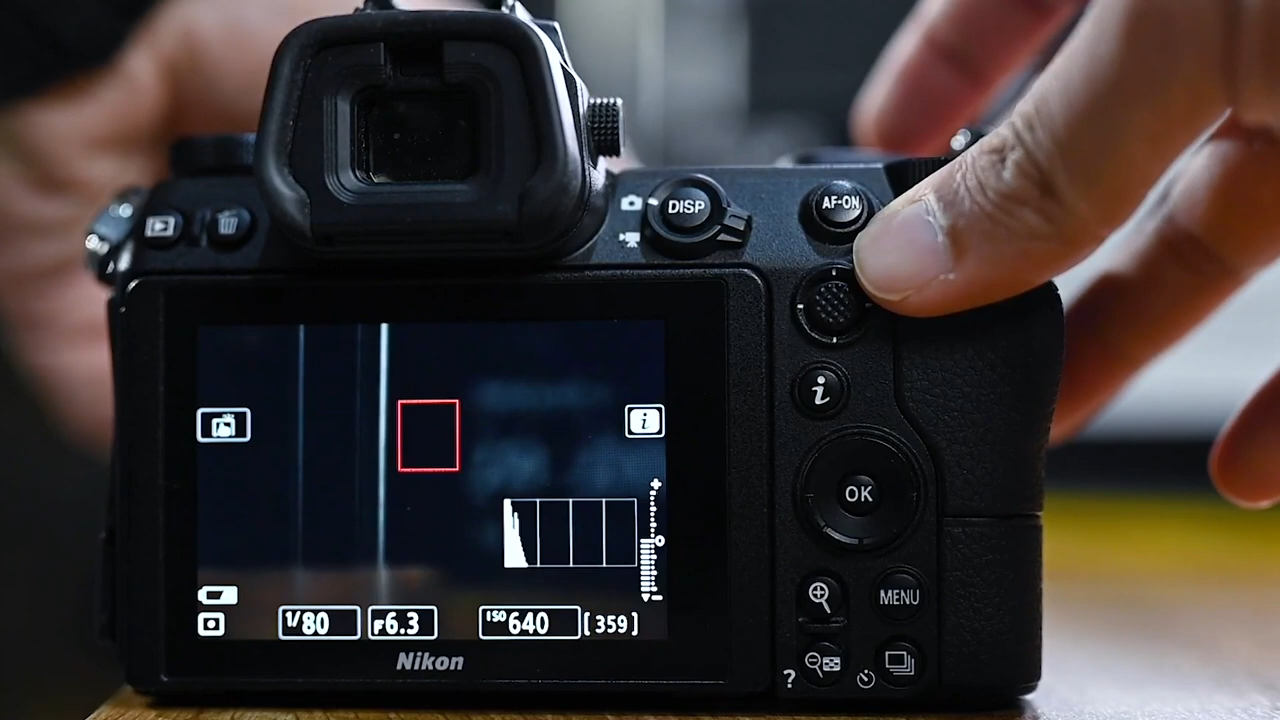 DISP
AF-ON
i
i
OK
1/80 F6.3 ISO 640 [359]
MENU
Nikon
?